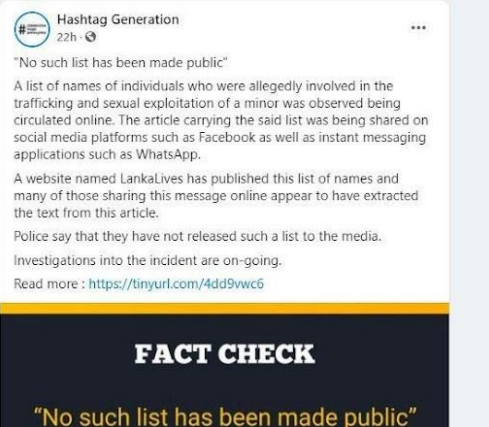 Hashtag Generation
22h
"No such list has been made public"
A list of names of individuals who were allegedly involved in the
trafficking and sexual exploitation of a minor was observed being
circulated online. The article carrying the said list was being shared on
social media platforms such as Facebook as well as instant messaging
applications such as WhatsApp.
A website named LankaLives has published this list of names and
many of those sharing this message online appear to have extracted
the text from this article.
Police say that they have not released such a list to the media.
Investigations into the incident are on-going.
Read more : https://tinyurl.com/4dd9vwc6
FACT CHECK
“No such list has been made public”